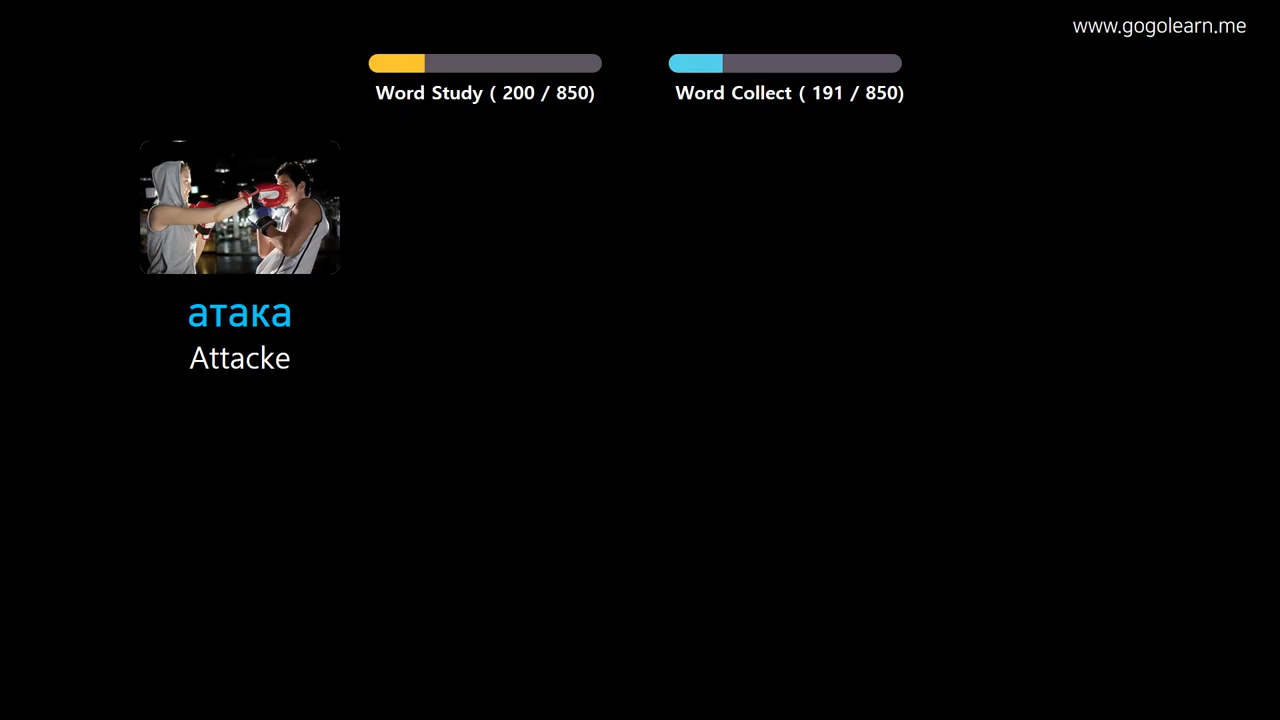 www.gogolearn.me
Word Study ( 200 / 850)
Word Collect ( 191 / 850)
атака
Attacke